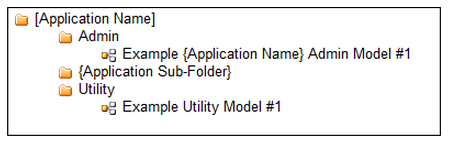 [Application Name]
Admin
Example {Application Name} Admin Model #1
{Application Sub-Folder}
Utility
Example Utility Model #1